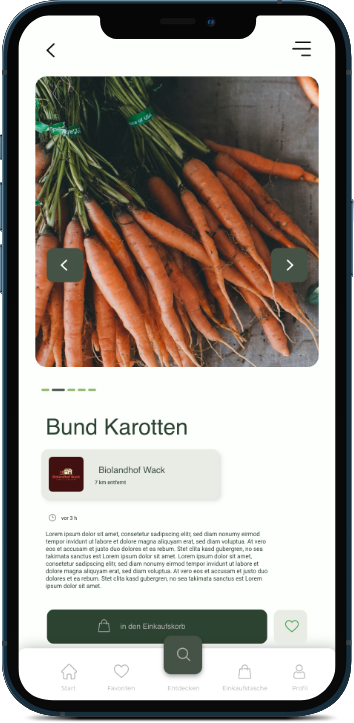 Bund Karotten
Biolandhof Wack
7 km entfernt
vor 3 h
Lorem ipsum dolor sit amet, consetetur sadipscing elitr, sed diam nonumy eirmod
tempor invidunt ut labore et dolore magna aliquyam erat, sed diam voluptua. At vero
eos et accusam et justo duo dolores et ea rebum. Stet clita kasd gubergren, no sea
takimata sanctus est Lorem ipsum dolor sit amet. Lorem ipsum dolor sit amet,
consetetur sadipscing elitr, sed diam nonumy eirmod tempor invidunt ut labore et
dolore magna aliquyam erat, sed diam voluptua. At vero eos et accusam et justo duo
dolores et ea rebum. Stet clita kasd gubergren, no sea takimata sanctus est Lorem
ipsum dolor sit amet.
in den Einkaufskorb
Start
Favoriten
Entdecken
Einkaufstasche
Profil